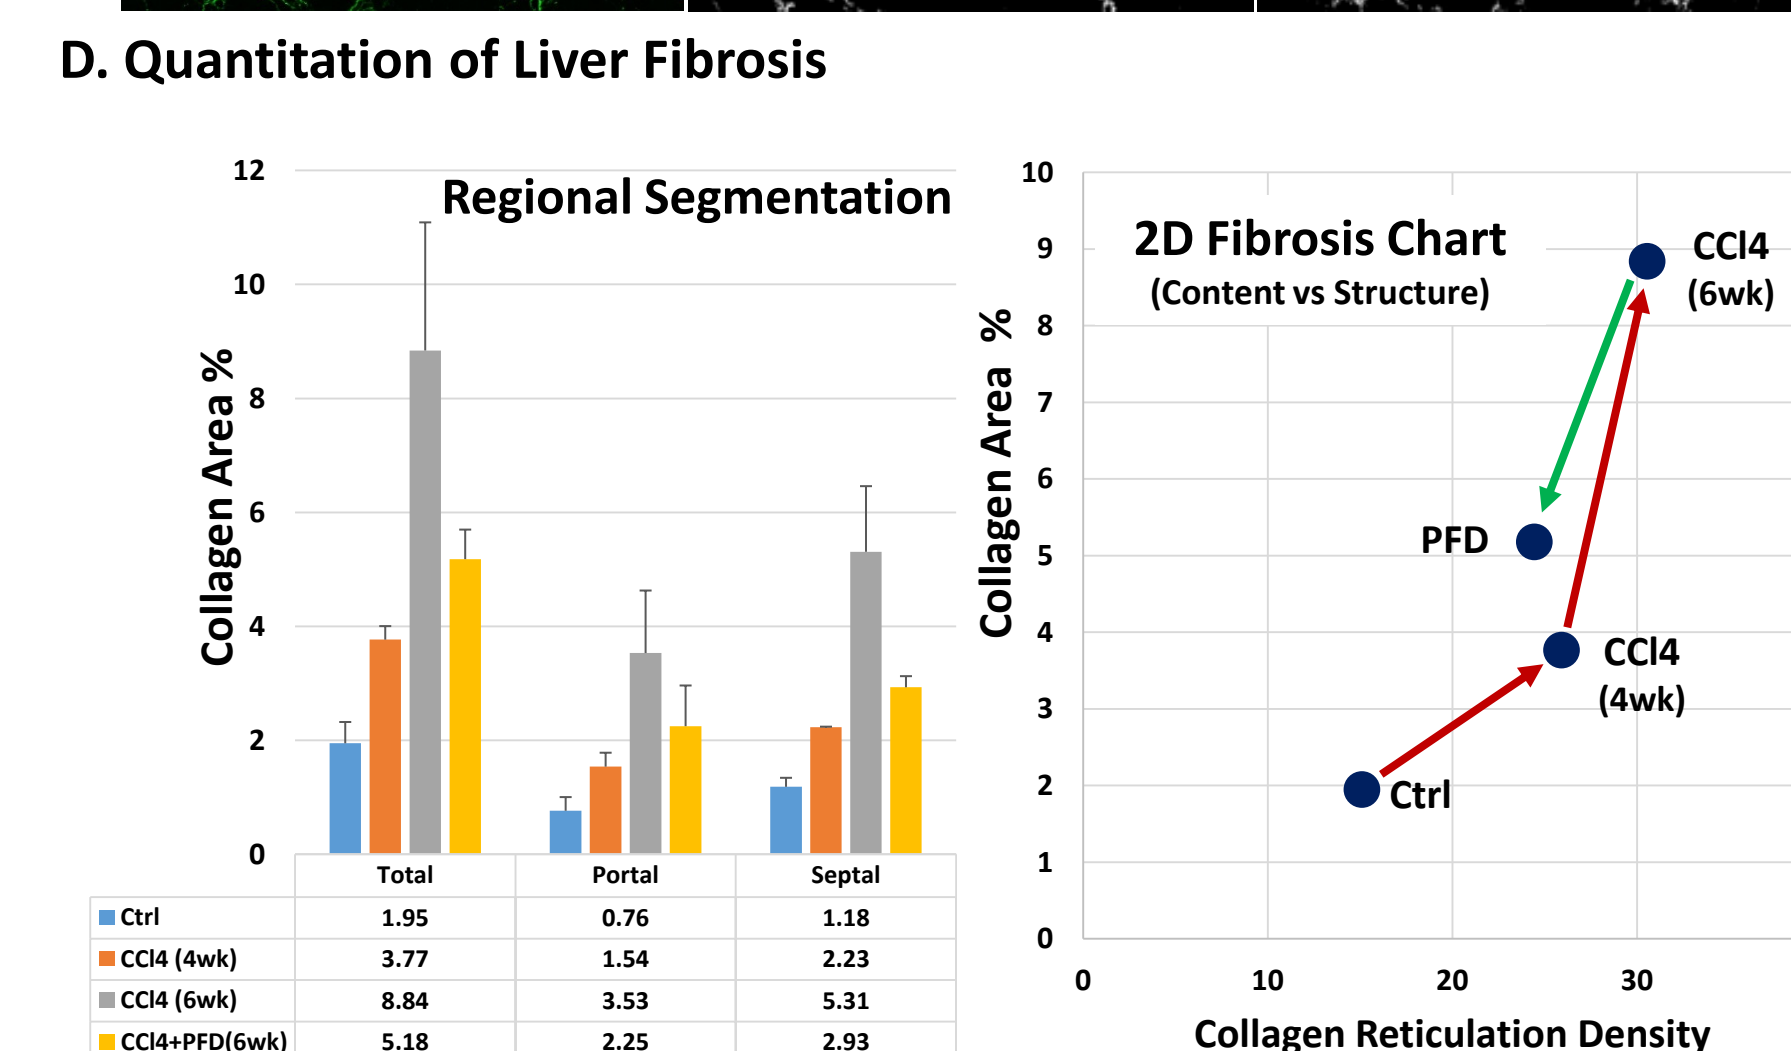 D. Quantitation of Liver Fibrosis
Regional Segmentation
Collagen Area %
12
10
8
6
4
2
0
Total Portal Septal
Ctrl 1.95 0.76 1.18
CCl4 (4wk) 3.77 1.54 2.23
CCl4 (6wk) 8.84 3.53 5.31
CCl4+PFD(6wk) 5.18 2.25 2.93
2D Fibrosis Chart
(Content vs Structure)
Collagen Area %
10
9
8
7
6
5
4
3
2
1
0
CCl4
(6wk)
PFD
CCl4
(4wk)
Ctrl
0 10 20 30
Collagen Reticulation Density